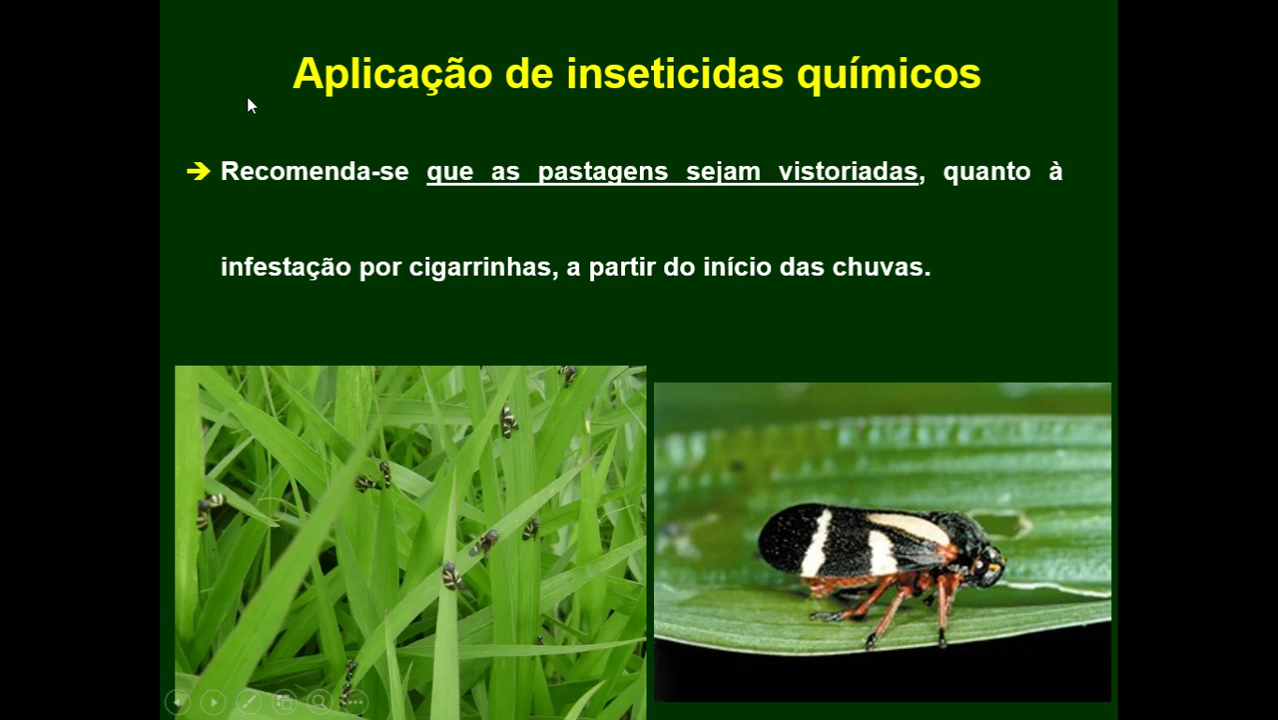 Aplicação de inseticidas químicos
➔ Recomenda-se que as pastagens sejam vistoriadas, quanto à
infestação por cigarrinhas, a partir do início das chuvas.